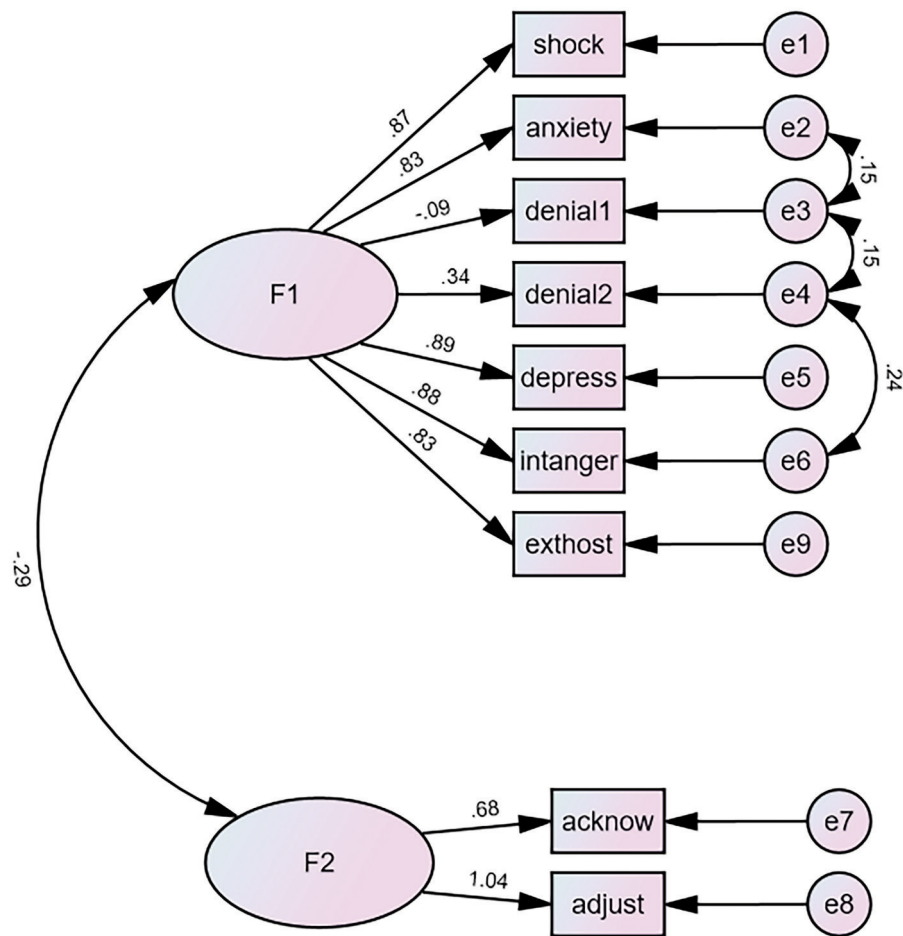 shock
e1
.87
anxiety
e2
.83
.15
denial1
e3
-.09
.15
F1
.34
denial2
e4
.89
depress
e5
.24
.88
intanger
e6
.83
exthost
e9
-.29
.68
acknow
e7
F2
1.04
adjust
e8